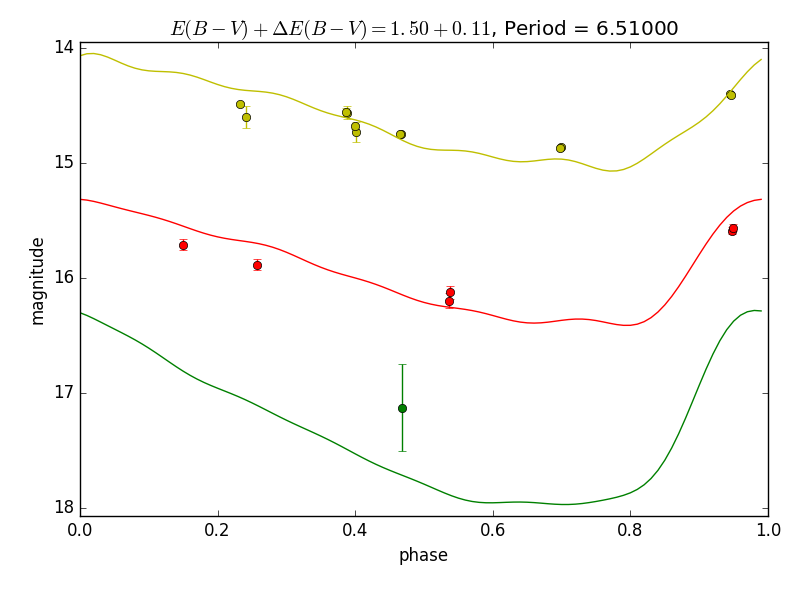 E(B − V) + ΔE(B − V) = 1.50 + 0.11, Period = 6.51000
14
15
16
17
18
magnitude
0.0 0.2 0.4 0.6 0.8 1.0
phase